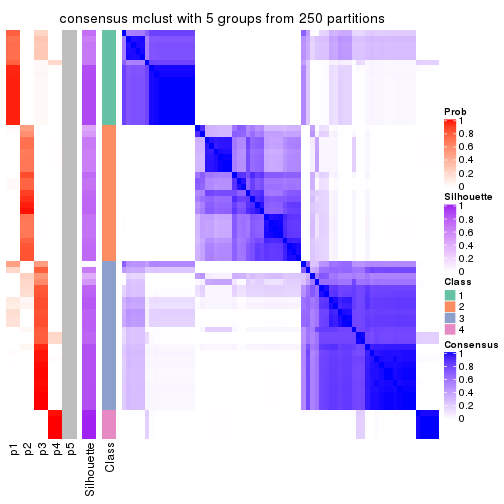 consensus mclust with 5 groups from 250 partitions
Prob
1
0.8
0.6
0.4
0.2
0
Silhouette
1
0.8
0.6
0.4
0.2
0
Class
1
2
3
4
Consensus
1
0.8
0.6
0.4
0.2
0
p1
p2
p3
p4
p5
Silhouette
Class